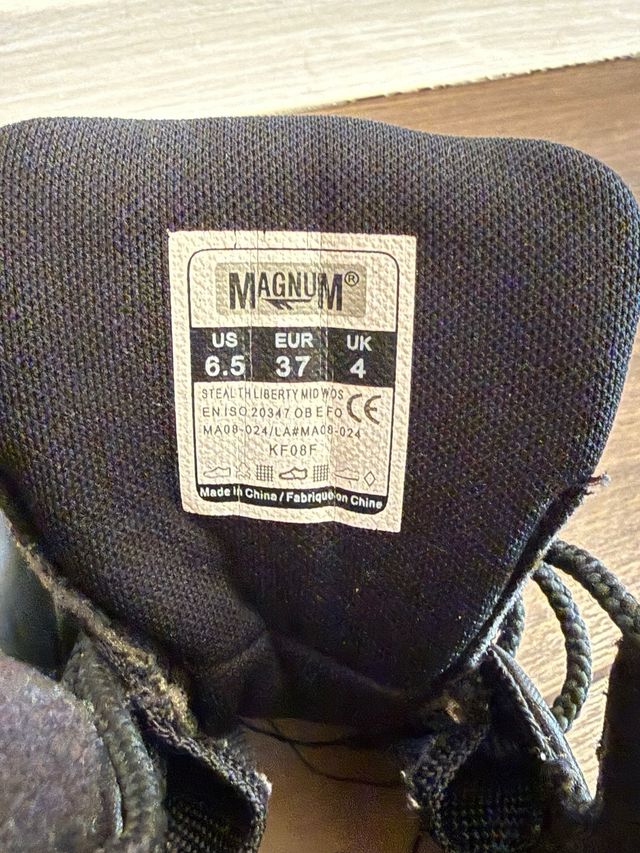 MAGNUM®
US EUR UK
6.5 37 4
STEALTH LIBERTY MID WOS
EN ISO 20347 OB E FO CE
MA08-024/LA#MA08-024
KF08F
Made in China / Fabriqué en Chine